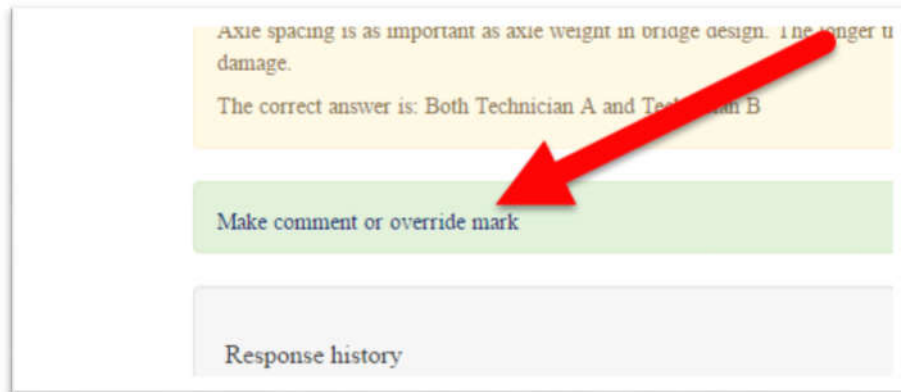 Axle spacing is as important as axle weight in bridge design. The longer
damage.
The correct answer is: Both Technician A and B
Make comment or override mark
Response history